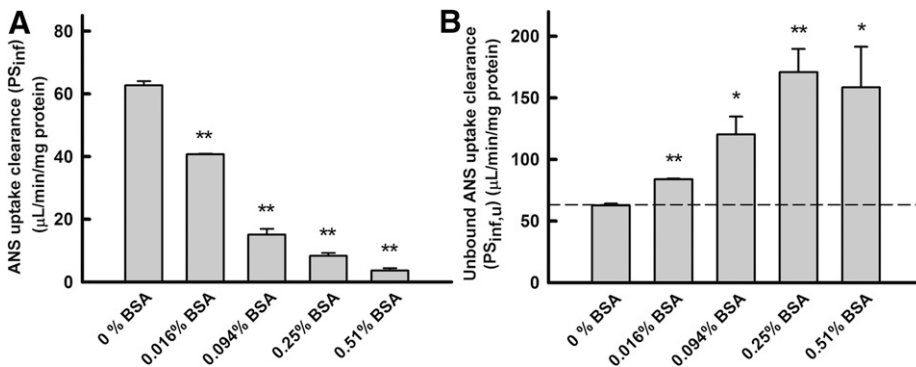 A
ANS uptake clearance (PSinf)
(μL/min/mg protein)
80
60
40
20
0
**
**
**
**
0 % BSA
0.016% BSA
0.094% BSA
0.25% BSA
0.51% BSA
B
Unbound ANS uptake clearance
(PSinf,u) (μL/min/mg protein)
200
150
100
50
0
**
*
**
*
0 % BSA
0.016% BSA
0.094% BSA
0.25% BSA
0.51% BSA